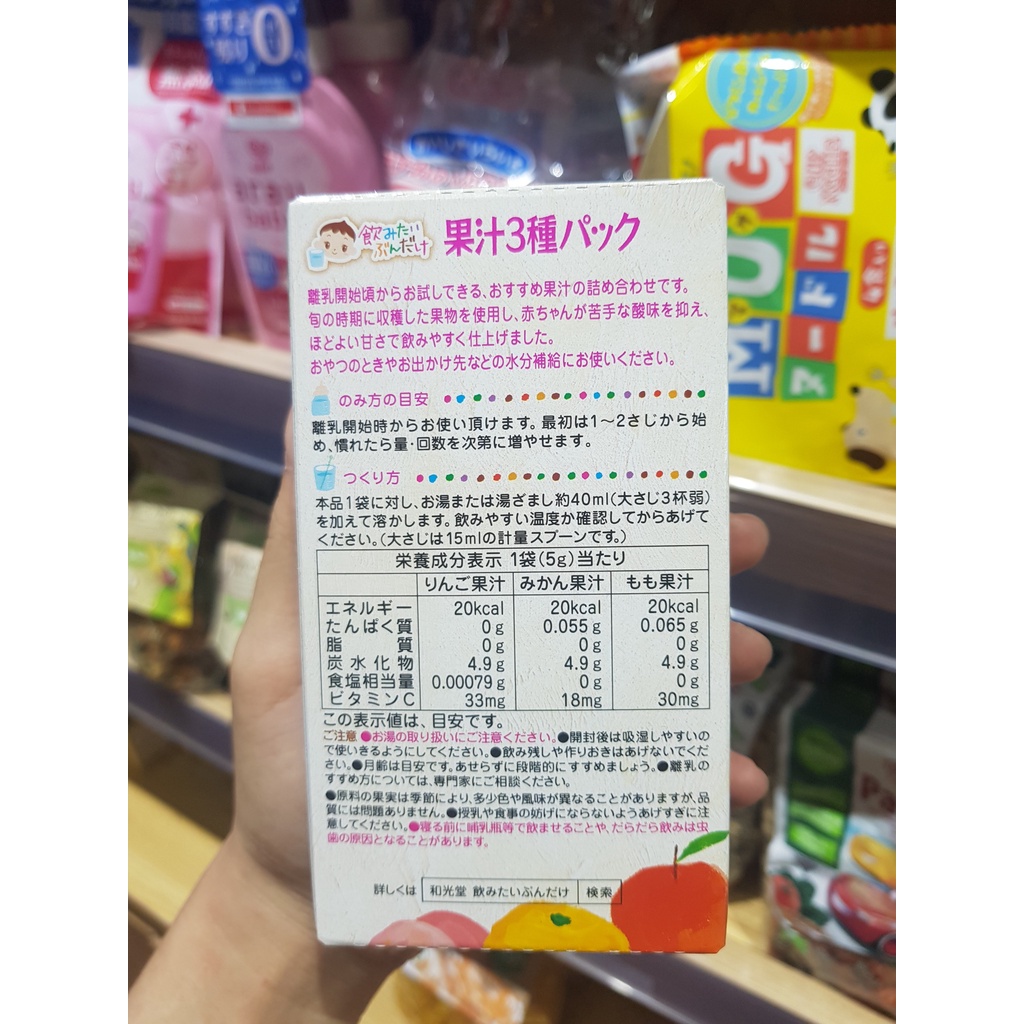 飲みたい
ぶんだけ
果汁3種パック
離乳開始頃からお試しできる、おすすめ果汁の詰め合わせです。
旬の時期に収穫した果物を使用し、赤ちゃんが苦手な酸味を抑え、
ほどよい甘さで飲みやすく仕上げました。
おやつのときやお出かけ先などの水分補給にお使いください。
のみ方の目安
離乳開始時からお使い頂けます。最初は1〜2さじから始
め、慣れたら量・回数を次第に増やせます。
つくり方
本品1袋に対し、お湯または湯ざまし約40ml(大さじ3杯弱)
を加えて溶かします。飲みやすい温度か確認してからあげて
ください。(大さじは15mlの計量スプーンです。)
栄養成分表示 1袋(5g)当たり
りんご果汁 みかん果汁 もも果汁
エネルギー 20kcal 20kcal 20kcal
たんぱく質 0g 0.055g 0.065g
脂質 0g 0g 0g
炭水化物 4.9g 4.9g 4.9g
食塩相当量 0.00079g 0g 0g
ビタミンC 33mg 18mg 30mg
この表示値は、目安です。
ご注意 ●お湯の取り扱いにご注意ください。●開封後は吸湿しやすいの
で使いきるようにしてください。●飲み残しや作りおきはあげないでくだ
さい。●月齢は目安です。あせらずに段階的にすすめましょう。●離乳の
すすめ方については、専門家にご相談ください。
●原料の果実は季節により、多少色や風味が異なることがありますが、品
質には問題ありません。●授乳や食事の妨げにならないようあげすぎに注
意してください。●寝る前に哺乳瓶等で飲ませることや、だらだら飲みは虫
歯の原因となることがあります。
詳しくは 和光堂 飲みたいぶんだけ 検索
MOG
アードル